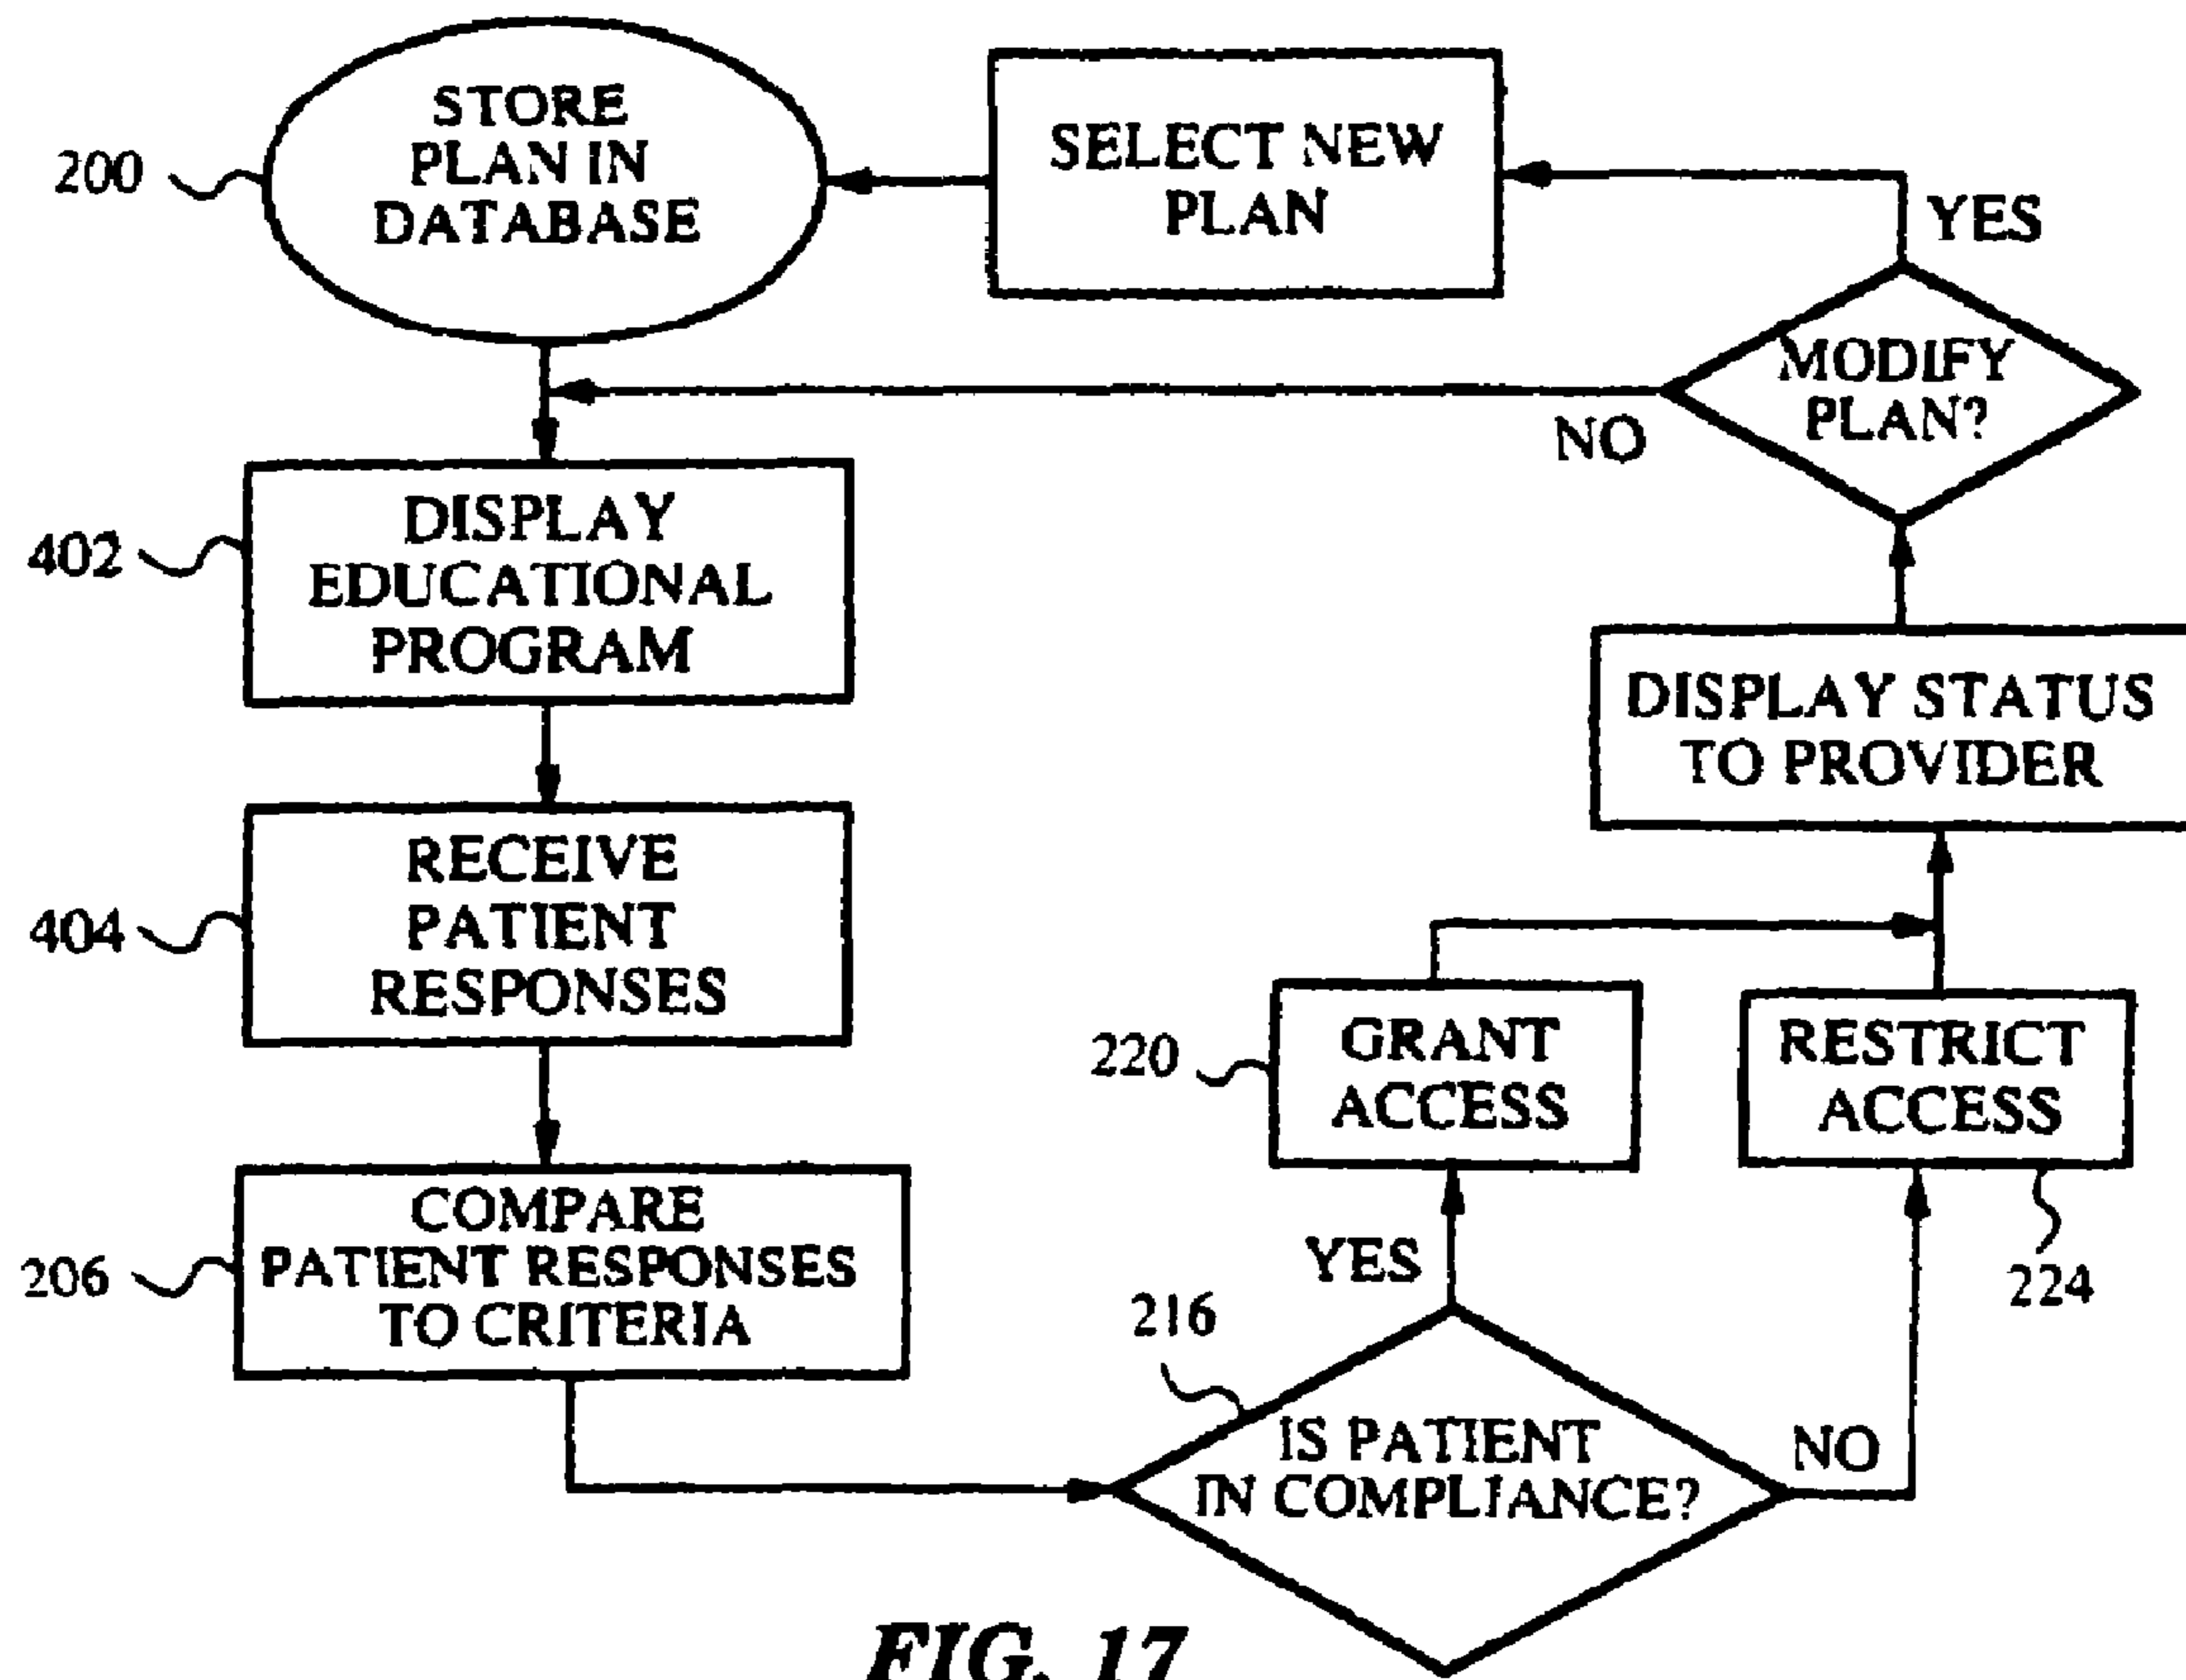 STORE
PLAN IN
DATABASE
200
SELECT NEW
PLAN
YES
MODIFY
PLAN?
NO
402
DISPLAY
EDUCATIONAL
PROGRAM
DISPLAY STATUS
TO PROVIDER
404
RECEIVE
PATIENT
RESPONSES
220
GRANT
ACCESS
RESTRICT
ACCESS
224
206
COMPARE
PATIENT RESPONSES
TO CRITERIA
YES
216
IS PATIENT
IN COMPLIANCE?
NO
FIG. 17